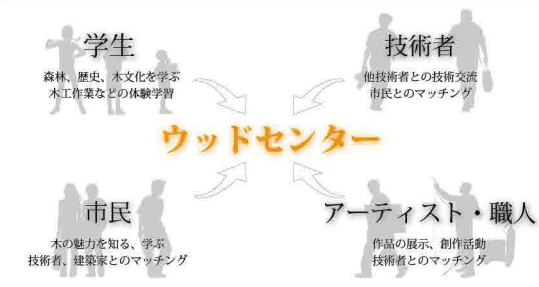 学生
森林、歴史、木文化を学ぶ
木工作業などの体験学習
技術者
他技術者との技術交流
市民とのマッチング
ウッドセンター
市民
木の魅力を知る、学ぶ
技術者、建築家とのマッチング
アーティスト・職人
作品の展示、創作活動
技術者とのマッチング